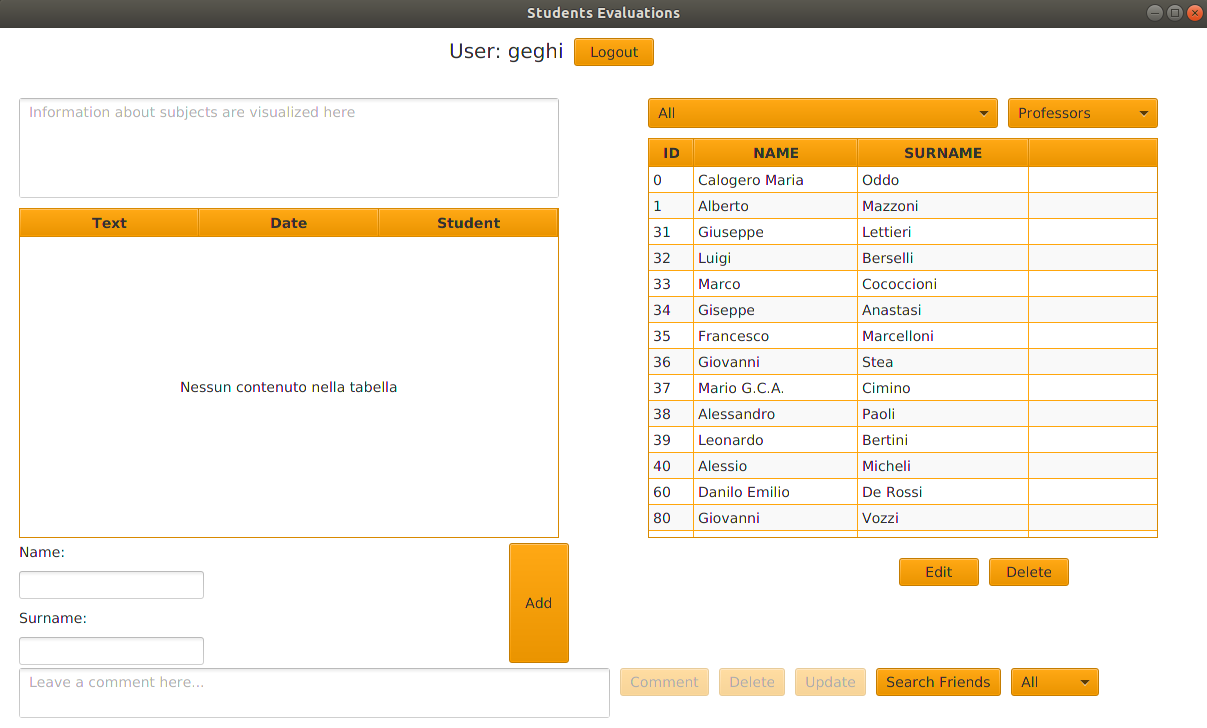 Students Evaluations
User: geghi Logout
Information about subjects are visualized here
All Professors
Text Date Student
Nessun contenuto nella tabella
ID NAME SURNAME
0 Calogero Maria Oddo
1 Alberto Mazzoni
31 Giuseppe Lettieri
32 Luigi Berselli
33 Marco Cococcioni
34 Giseppe Anastasi
35 Francesco Marcelloni
36 Giovanni Stea
37 Mario G.C.A. Cimino
38 Alessandro Paoli
39 Leonardo Bertini
40 Alessio Micheli
60 Danilo Emilio De Rossi
80 Giovanni Vozzi
Name:
Surname:
Add
Edit Delete
Leave a comment here...
Comment Delete Update Search Friends All